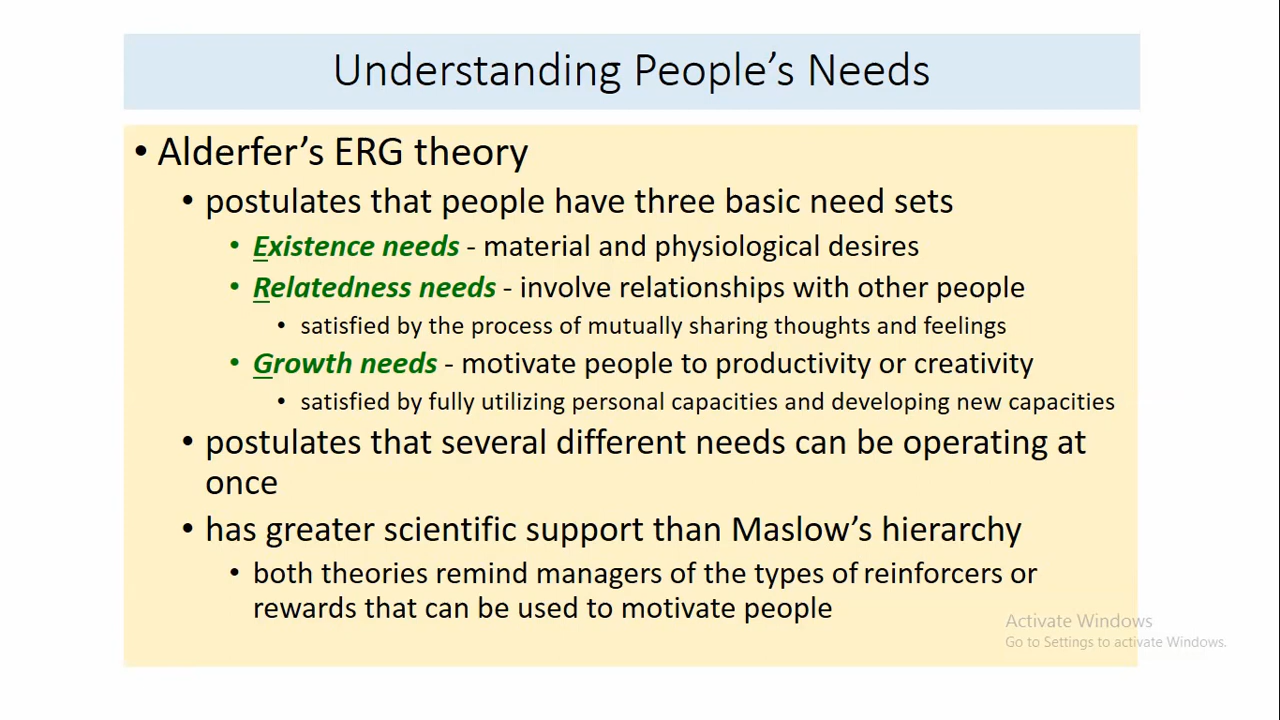 Understanding People’s Needs
• Alderfer’s ERG theory
• postulates that people have three basic need sets
• Existence needs - material and physiological desires
• Relatedness needs - involve relationships with other people
• satisfied by the process of mutually sharing thoughts and feelings
• Growth needs - motivate people to productivity or creativity
• satisfied by fully utilizing personal capacities and developing new capacities
• postulates that several different needs can be operating at
once
• has greater scientific support than Maslow’s hierarchy
• both theories remind managers of the types of reinforcers or
rewards that can be used to motivate people
Activate Windows
Go to Settings to activate Windows.